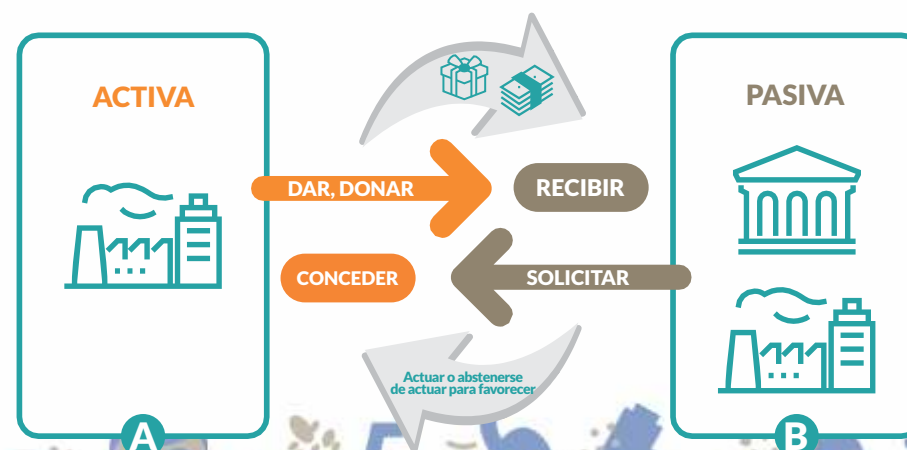 ACTIVA
PASIVA
DAR, DONAR
RECIBIR
CONCEDER
SOLICITAR
Actuar o abstenerse
de actuar para favorecer
A
B